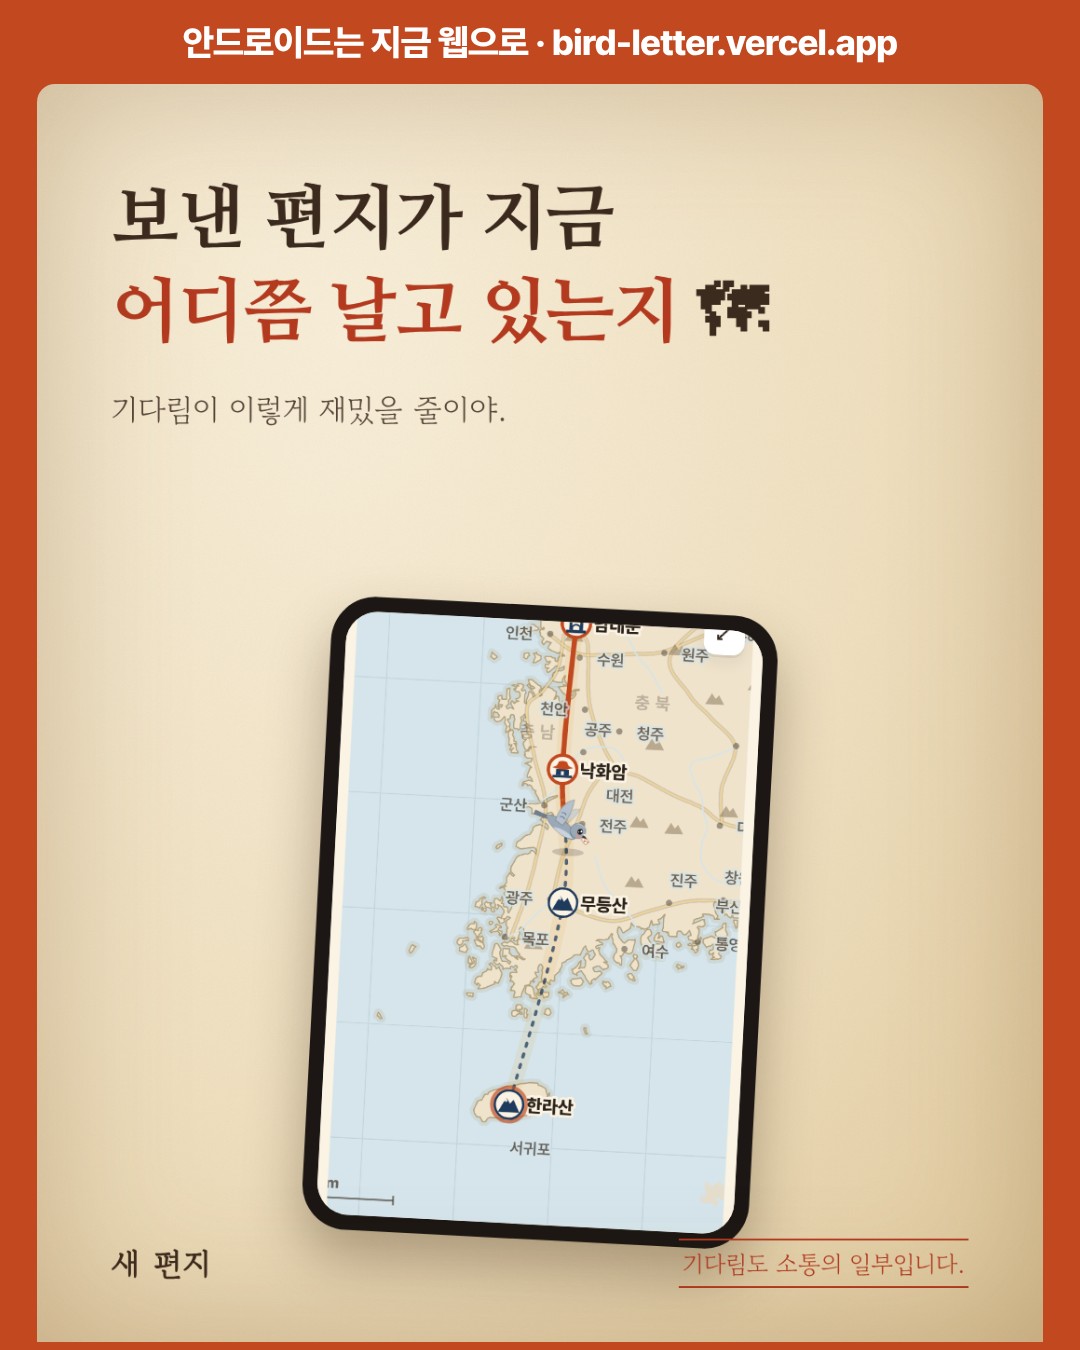 안드로이드는 지금 웹으로 · bird-letter.vercel.app
보낸 편지가 지금
어디쯤 날고 있는지
기다림이 이렇게 재밌을 줄이야.
인천
수원
원주
충북
천안
공주
청주
낙화암
대전
군산
전주
진주
광주
무등산
부산
목포
여수
한라산
서귀포
m
새 편지
기다림도 소통의 일부입니다.